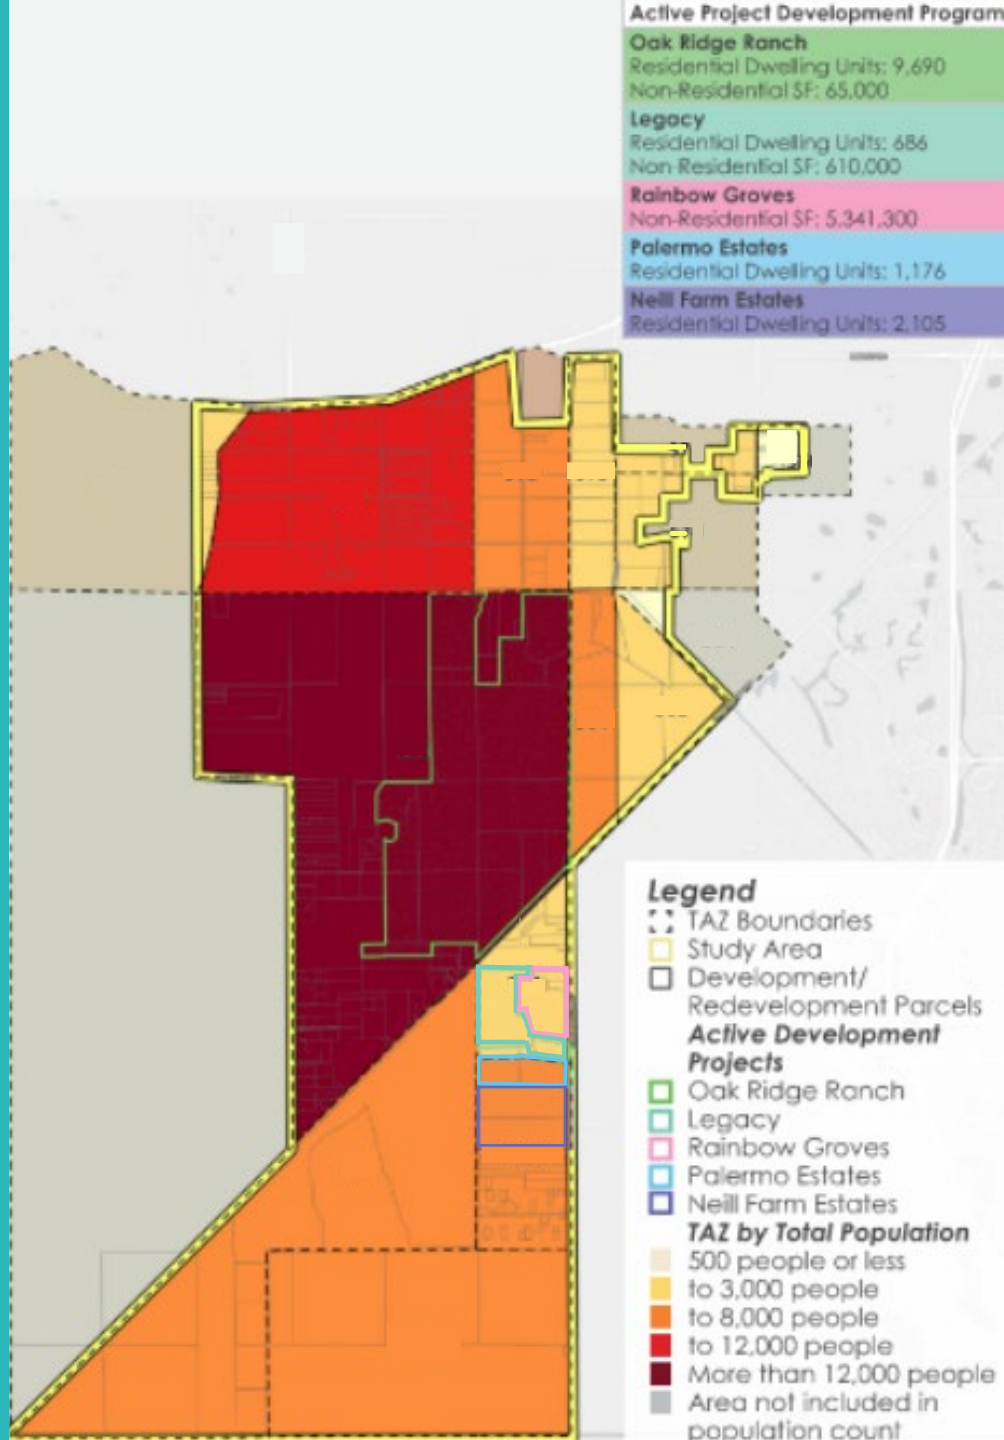 Active Project Development Program
Oak Ridge Ranch
Residential Dwelling Units: 9,690
Non-Residential SF: 65,000
Legacy
Residential Dwelling Units: 686
Non-Residential SF: 610,000
Rainbow Groves
Non-Residential SF: 5,341,300
Palermo Estates
Residential Dwelling Units: 1,176
Neill Farm Estates
Residential Dwelling Units: 2,105
Legend
TAZ Boundaries
Study Area
Development/
Redevelopment Parcels
Active Development
Projects
Oak Ridge Ranch
Legacy
Rainbow Groves
Palermo Estates
Neill Farm Estates
TAZ by Total Population
500 people or less
to 3,000 people
to 8,000 people
to 12,000 people
More than 12,000 people
Area not included in
population count